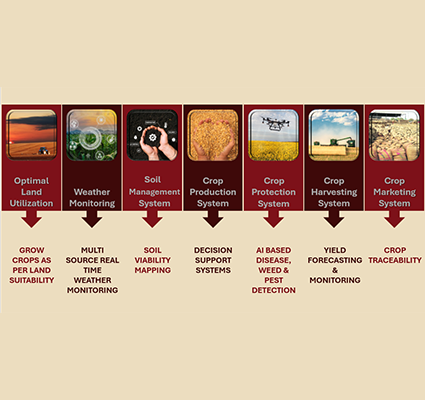 Optimal
Land
Utilization
Weather
Monitoring
Soil
Management
System
Crop
Production
System
Crop
Protection
System
Crop
Harvesting
System
Crop
Marketing
System
GROW
CROPS AS
PER LAND
SUITABILITY
MULTI
SOURCE REAL
TIME
WEATHER
MONITORING
SOIL
VIABILITY
MAPPING
DECISION
SUPPORT
SYSTEMS
AI BASED
DISEASE,
WEED &
PEST
DETECTION
YIELD
FORECASTING
&
MONITORING
CROP
TRACEABILITY